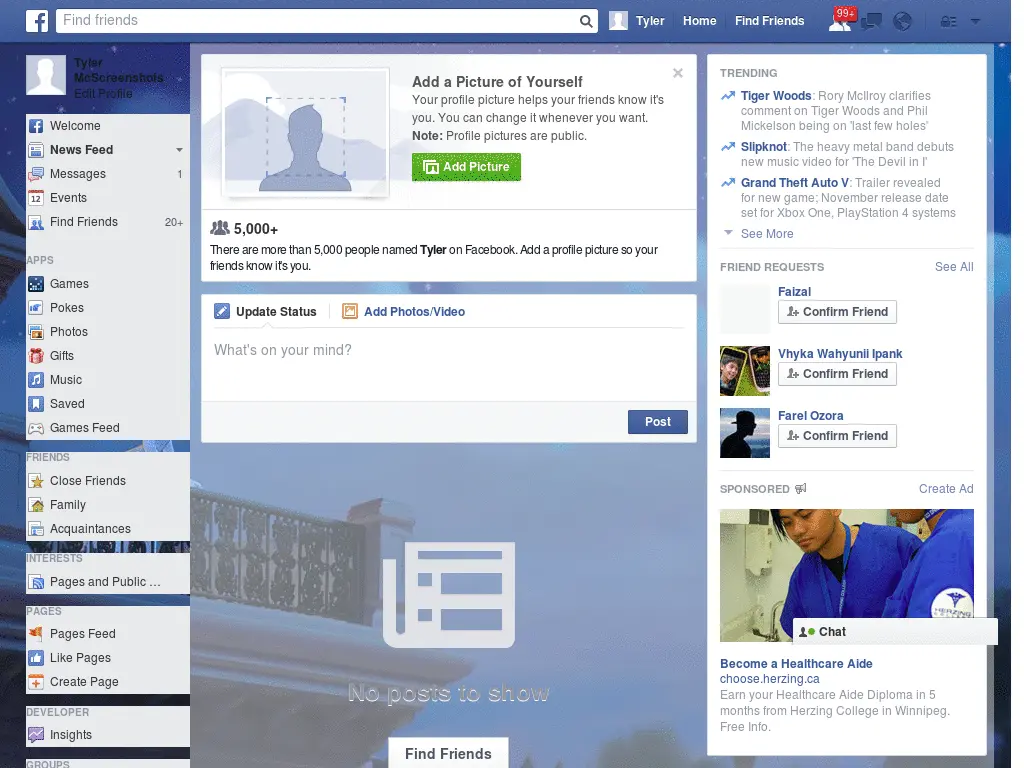 Find friends
Tyler
Home
Find Friends
99+
Tyler
McScreenshots
Edit Profile
Welcome
News Feed
Messages 1
Events
Find Friends 20+
APPS
Games
Pokes
Photos
Gifts
Music
Saved
Games Feed
FRIENDS
Close Friends
Family
Acquaintances
INTERESTS
Pages and Public ...
PAGES
Pages Feed
Like Pages
Create Page
DEVELOPER
Insights
GROUPS
Add a Picture of Yourself
Your profile picture helps your friends know it's
you. You can change it whenever you want.
Note: Profile pictures are public.
Add Picture
5,000+
There are more than 5,000 people named Tyler on Facebook. Add a profile picture so your
friends know it's you.
Update Status
Add Photos/Video
What's on your mind?
Post
No posts to show
Find Friends
TRENDING
Tiger Woods: Rory McIlroy clarifies
comment on Tiger Woods and Phil
Mickelson being on 'last few holes'
Slipknot: The heavy metal band debuts
new music video for 'The Devil in I'
Grand Theft Auto V: Trailer revealed
for new game; November release date
set for Xbox One, PlayStation 4 systems
See More
FRIEND REQUESTS See All
Faizal
Confirm Friend
Vhyka Wahyunii Ipank
Confirm Friend
Farel Ozora
Confirm Friend
SPONSORED Create Ad
HERZING
Chat
Become a Healthcare Aide
choose.herzing.ca
Earn your Healthcare Aide Diploma in 5
months from Herzing College in Winnipeg.
Free Info.